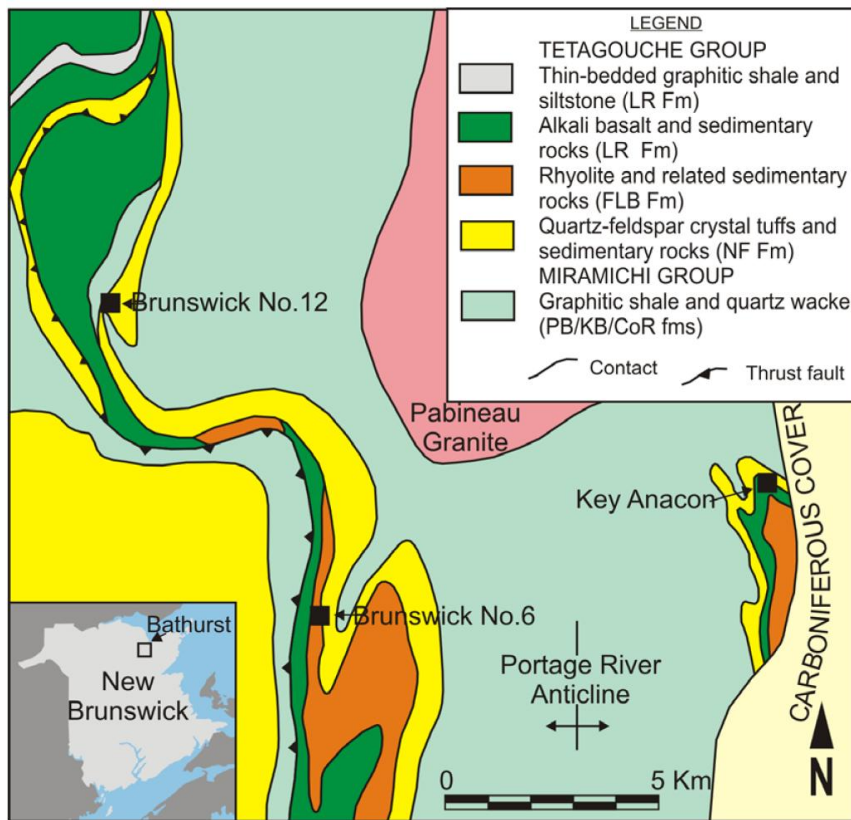 LEGEND
TETAGOUCHE GROUP
Thin-bedded graphitic shale and
siltstone (LR Fm)
Alkali basalt and sedimentary
rocks (LR Fm)
Rhyolite and related sedimentary
rocks (FLB Fm)
Quartz-feldspar crystal tuffs and
sedimentary rocks (NF Fm)
MIRAMICHI GROUP
Graphitic shale and quartz wacke
(PB/KB/CoR fms)
Contact
Thrust fault
Brunswick No.12
Pabineau
Granite
Key Anacon
CARBONIFEROUS COVER
Brunswick No.6
Portage River
Anticline
Bathurst
New
Brunswick
0
5 Km
N